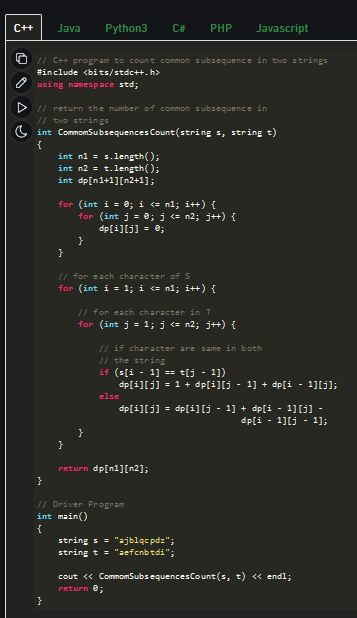 C++ Java Python3 C# PHP Javascript
// C++ program to count common subsequence in two strings
#include <bits/stdc++.h>
using namespace std;
// return the number of common subsequence in
// two strings
int CommomSubsequencesCount(string s, string t)
{
    int n1 = s.length();
    int n2 = t.length();
    int dp[n1+1][n2+1];
    for (int i = 0; i <= n1; i++) {
        for (int j = 0; j <= n2; j++) {
            dp[i][j] = 0;
        }
    }
    // for each character of S
    for (int i = 1; i <= n1; i++) {
        // for each character in T
        for (int j = 1; j <= n2; j++) {
            // if character are same in both
            // the string
            if (s[i - 1] == t[j - 1])
                dp[i][j] = 1 + dp[i][j - 1] + dp[i - 1][j];
            else
                dp[i][j] = dp[i][j - 1] + dp[i - 1][j] -
                                        dp[i - 1][j - 1];
        }
    }
    return dp[n1][n2];
}
// Driver Program
int main()
{
    string s = "ajblqcpdz";
    string t = "aefcnbtdi";
    cout << CommomSubsequencesCount(s, t) << endl;
    return 0;
}